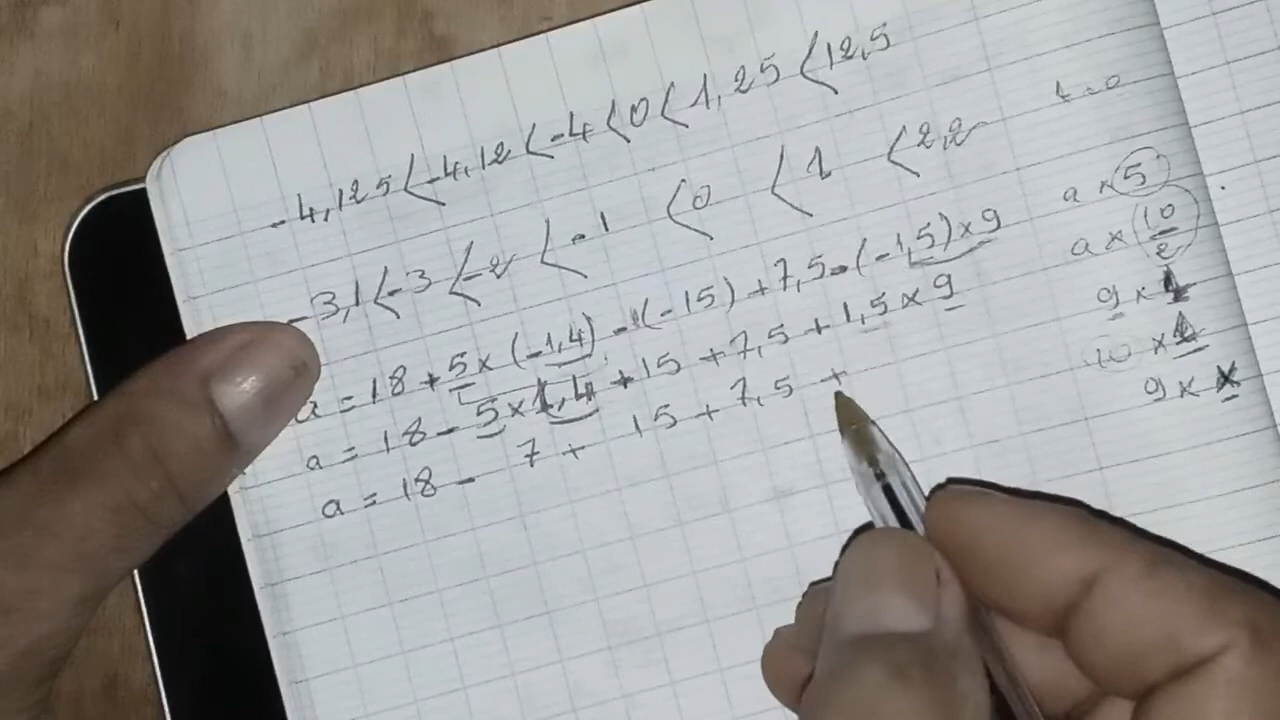 -4,125 < -4,12 < -4 < 0 < 1,25 < 12,5
-3,1 < -3 < -2 < -1 < 0 < 1 < 2,2
a = 18 + 5 × (-1,4) - (-15) + 7,5 - (-1,5) × 9
a = 18 - 5 × 1,4 + 15 + 7,5 + 1,5 × 9
a = 18 - 7 + 15 + 7,5 +
a × 5
a × 10/2
9 ×
10 ×
9 ×